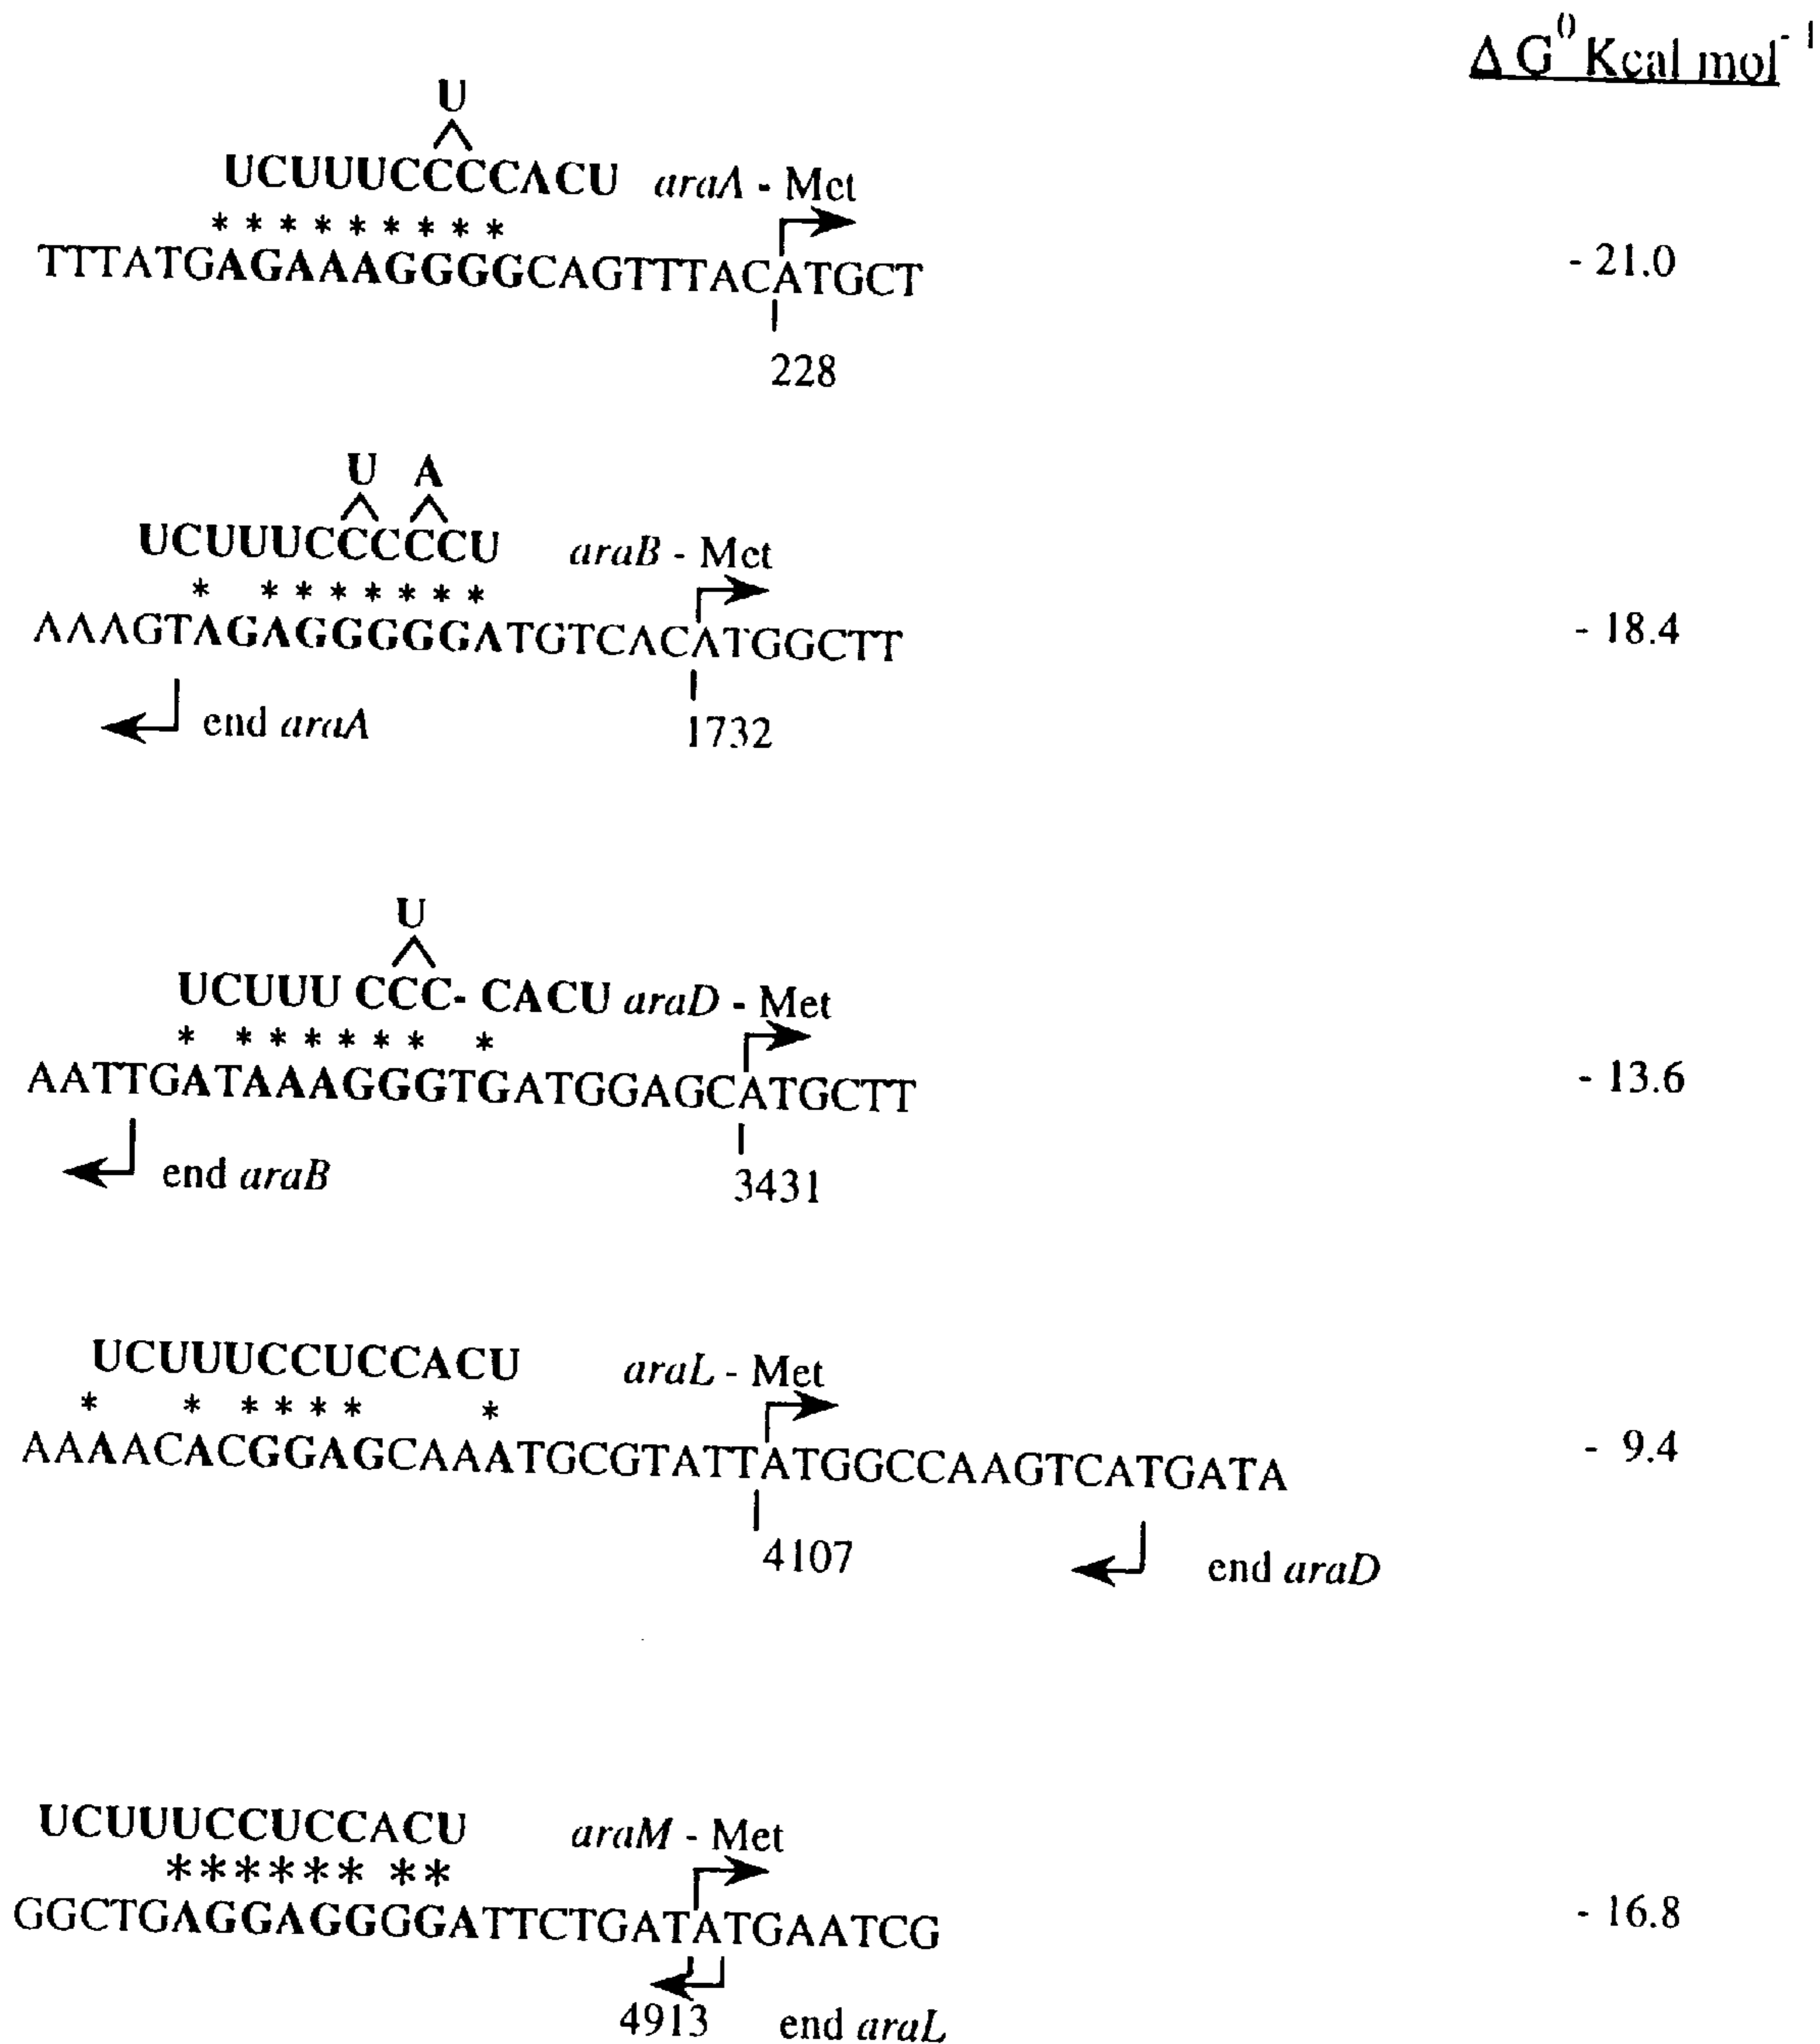 ΔG⁰ Kcal mol⁻¹
U
UCUUUCCCCACU araA - Met
* * * * * * * * *
TTTATGAGAAAGGGGCAGTTTACATGCT - 21.0
228
U A
UCUUUCCCCCU araB - Met
* * * * * * * *
AAAGTAGAGGGGGATGTCACATGGCTT - 18.4
end araA 1732
U
UCUUU CCC- CACU araD - Met
* * * * * * * *
AATTGATAAAGGGTGATGGAGCATGCTT - 13.6
end araB 3431
UCUUUCCUCCACU araL - Met
* * * * * * *
AAAACACGGAGCAAATGCGTATTATGGCCAAGTCATGATA - 9.4
4107 end araD
UCUUUCCUCCACU araM - Met
****** **
GGCTGAGGAGGGGATTCTGATATGAATCG - 16.8
4913 end araL